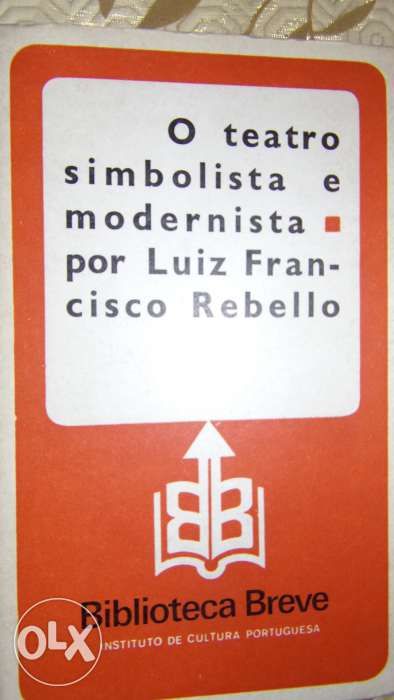 O teatro
simbolista e
modernista
por Luiz Fran-
cisco Rebello
BB
Biblioteca Breve
INSTITUTO DE CULTURA PORTUGUESA
OLX